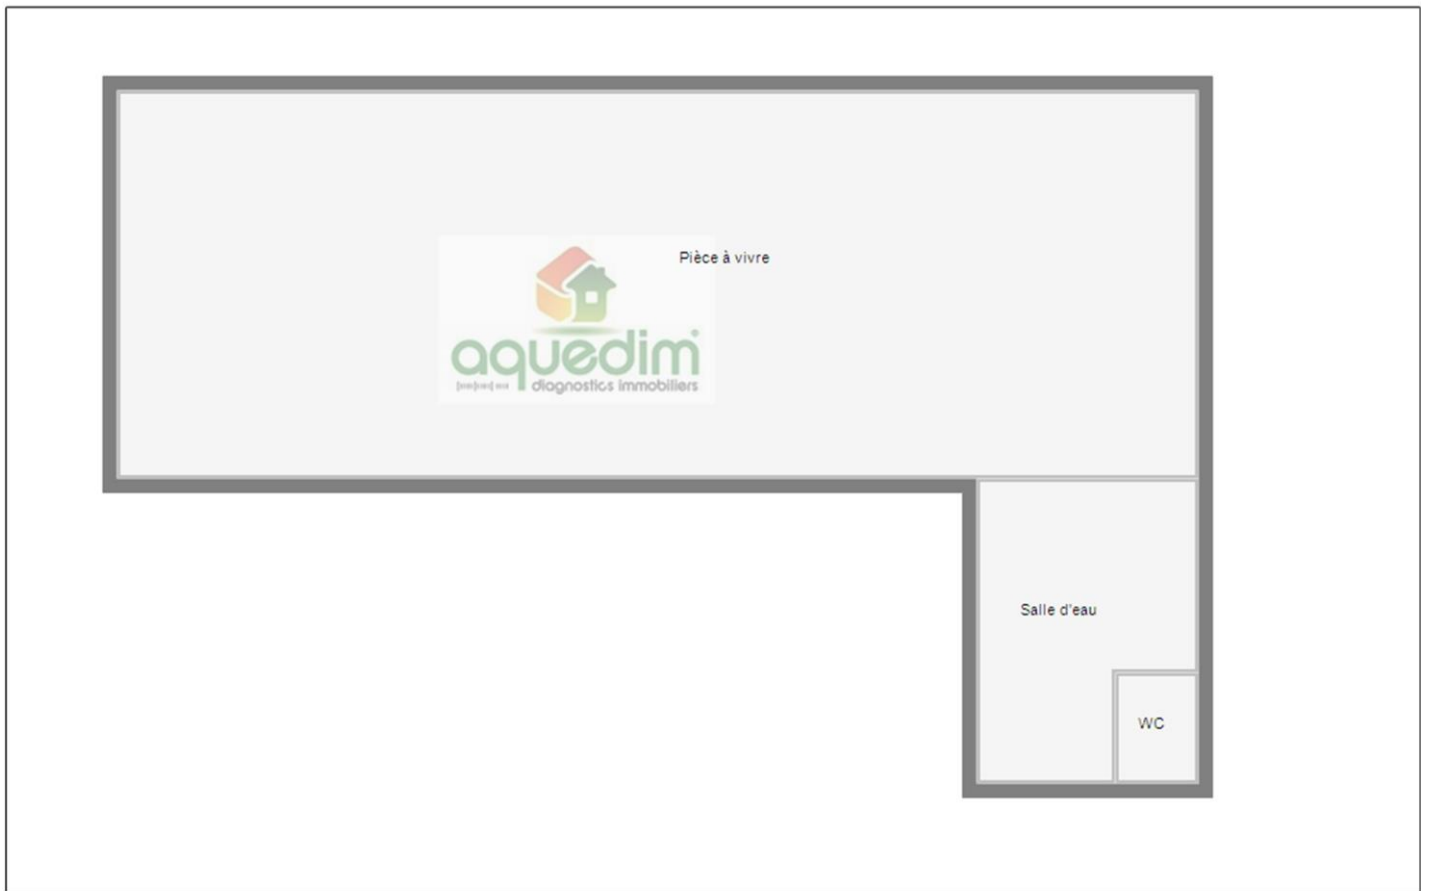 Pièce à vivre
aquedim
diagnostics immobiliers
Salle d'eau
WC